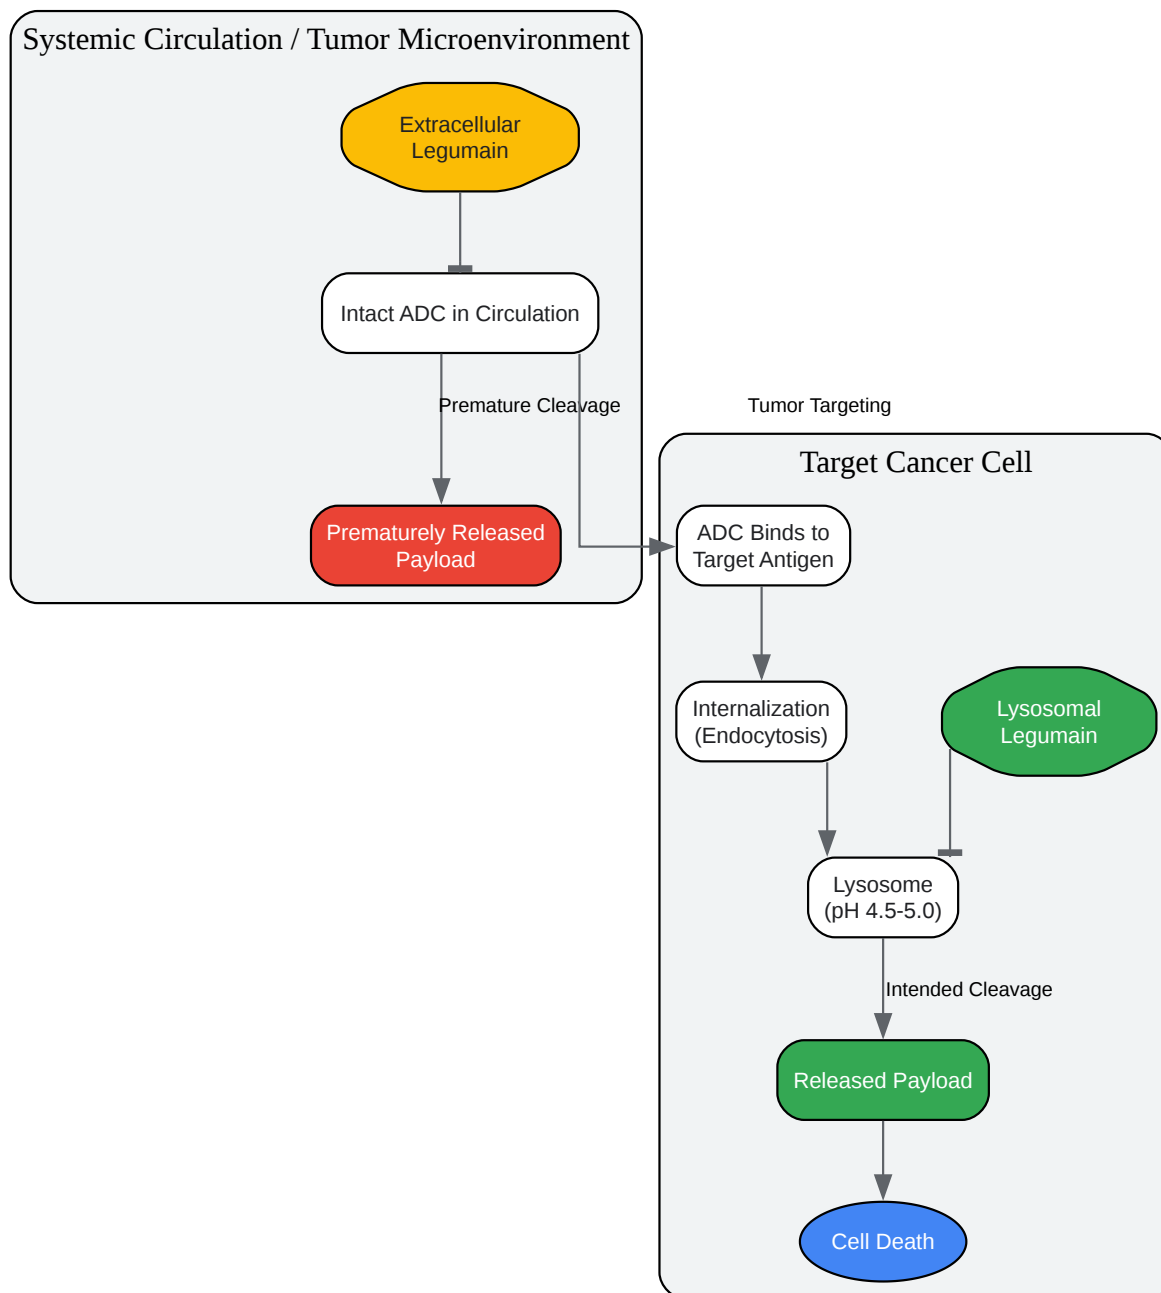 Systemic Circulation / Tumor Microenvironment
Extracellular
Legumain
Intact ADC in Circulation
Premature Cleavage
Tumor Targeting
Prematurely Released
Payload
Target Cancer Cell
ADC Binds to
Target Antigen
Internalization
(Endocytosis)
Lysosomal
Legumain
Lysosome
(pH 4.5-5.0)
Intended Cleavage
Released Payload
Cell Death